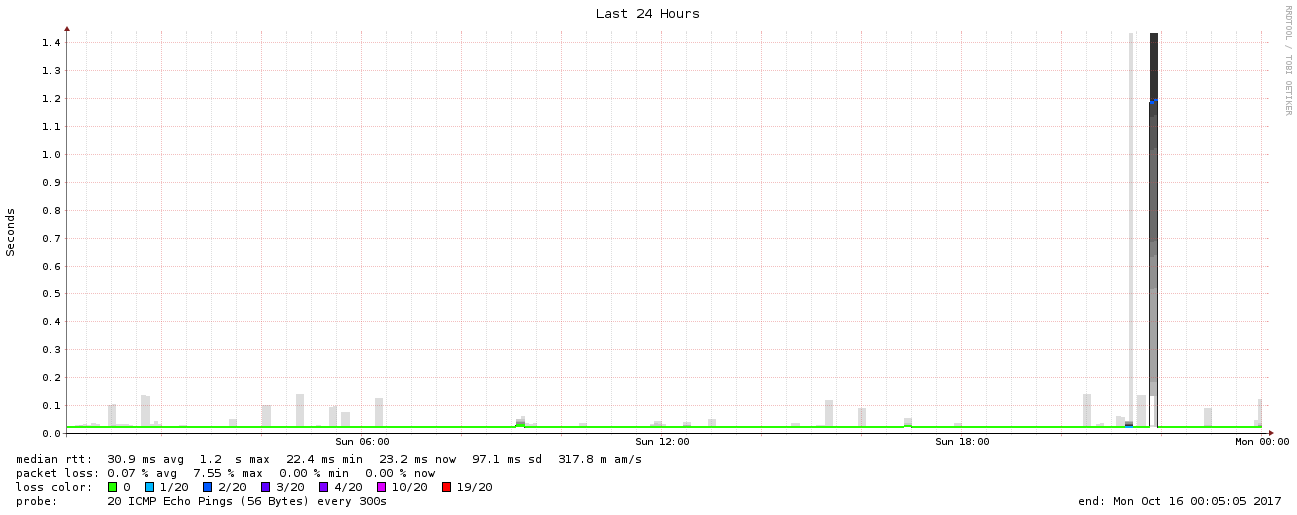 Last 24 Hours
RRDTOOL / TOBI OETIKER
Seconds
1.4
1.3
1.2
1.1
1.0
0.9
0.8
0.7
0.6
0.5
0.4
0.3
0.2
0.1
0.0
Sun 06:00 Sun 12:00 Sun 18:00 Mon 00:00
median rtt: 30.9 ms avg 1.2 s max 22.4 ms min 23.2 ms now 97.1 ms sd 317.8 m am/s
packet loss: 0.07 % avg 7.55 % max 0.00 % min 0.00 % now
loss color: 0 1/20 2/20 3/20 4/20 10/20 19/20
probe: 20 ICMP Echo Pings (56 Bytes) every 300s end: Mon Oct 16 00:05:05 2017